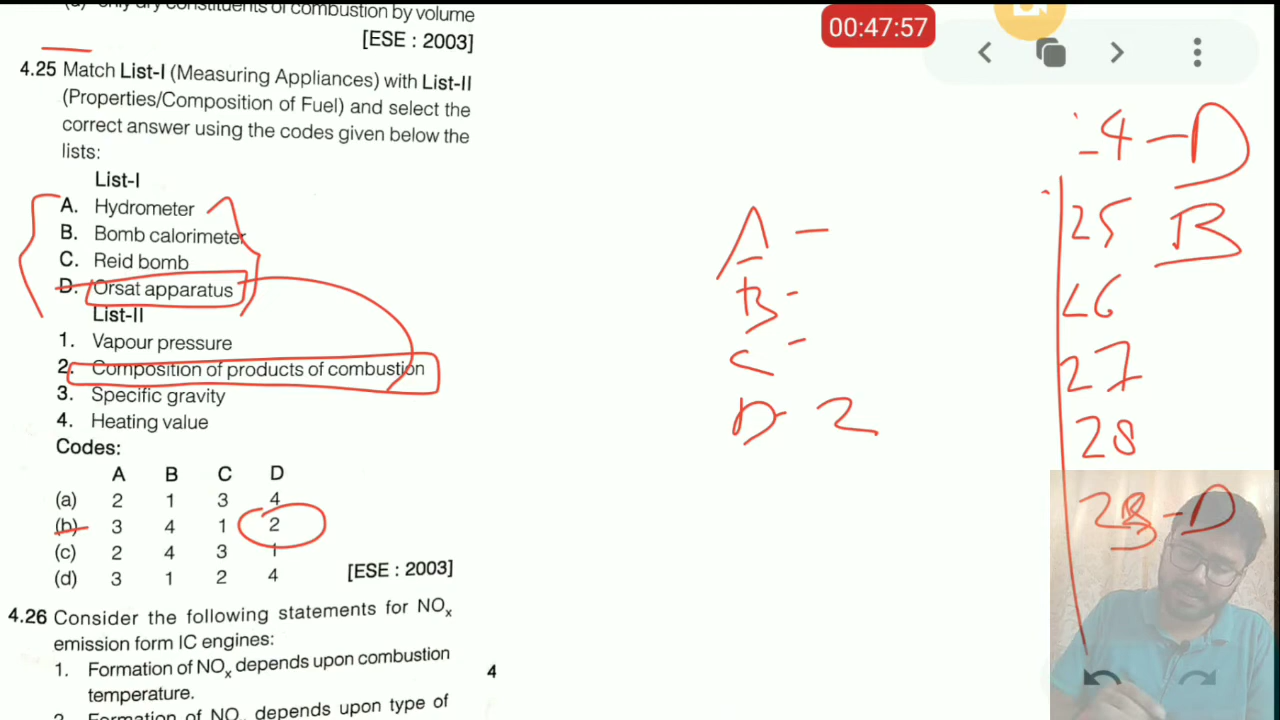 only dry constituents of combustion by volume
[ESE : 2003]
4.25 Match List-I (Measuring Appliances) with List-II
(Properties/Composition of Fuel) and select the
correct answer using the codes given below the
lists:
List-I
A. Hydrometer
B. Bomb calorimeter
C. Reid bomb
D. Orsat apparatus
List-II
1. Vapour pressure
2. Composition of products of combustion
3. Specific gravity
4. Heating value
Codes:
A B C D
(a) 2 1 3 4
(b) 3 4 1 2
(c) 2 4 3 1
(d) 3 1 2 4
[ESE : 2003]
4.26 Consider the following statements for NOx
emission form IC engines:
1. Formation of NOx depends upon combustion
temperature.
2. Formation of NOx depends upon type of
4
A -
B -
C -
D- 2
00:47:57
24 - D
25 B
26
27
28
- D